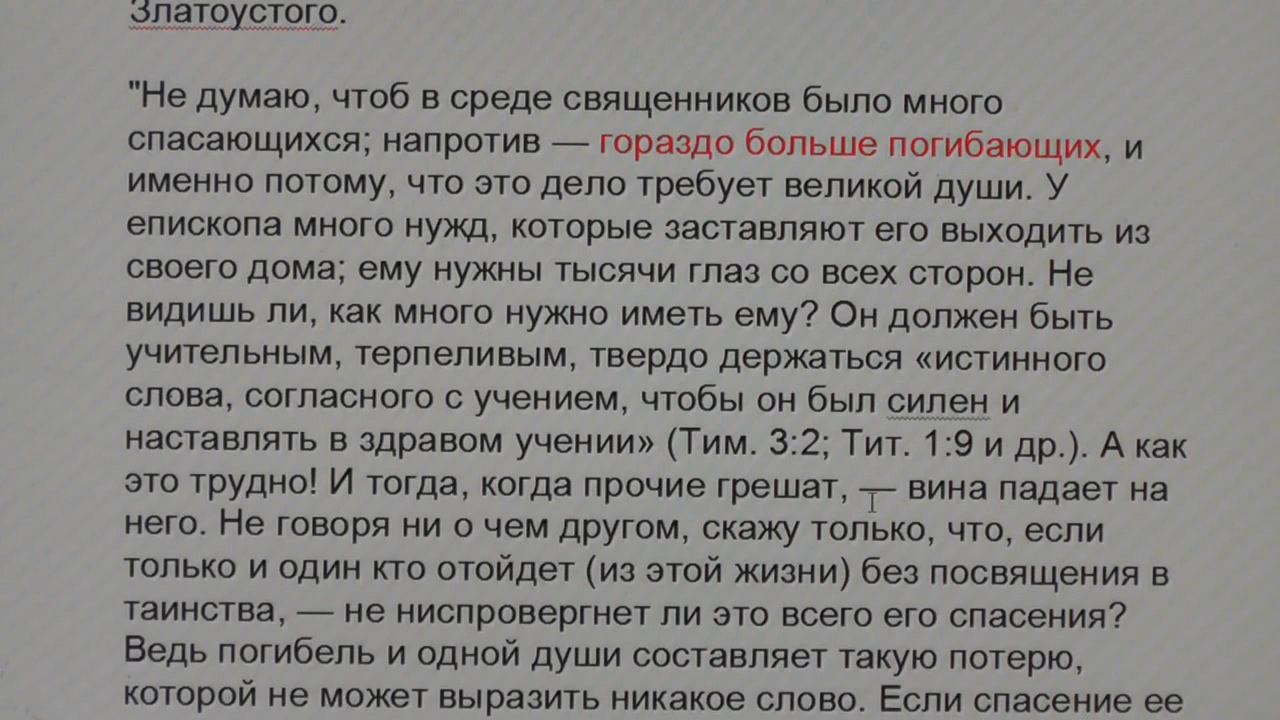 Златоустого.
"Не думаю, чтоб в среде священников было много
спасающихся; напротив — гораздо больше погибающих, и
именно потому, что это дело требует великой души. У
епископа много нужд, которые заставляют его выходить из
своего дома; ему нужны тысячи глаз со всех сторон. Не
видишь ли, как много нужно иметь ему? Он должен быть
учительным, терпеливым, твердо держаться «истинного
слова, согласного с учением, чтобы он был силен и
наставлять в здравом учении» (Тим. 3:2; Тит. 1:9 и др.). А как
это трудно! И тогда, когда прочие грешат, — вина падает на
него. Не говоря ни о чем другом, скажу только, что, если
только и один кто отойдет (из этой жизни) без посвящения в
таинства, — не ниспровергнет ли это всего его спасения?
Ведь погибель и одной души составляет такую потерю,
которой не может выразить никакое слово. Если спасение ее